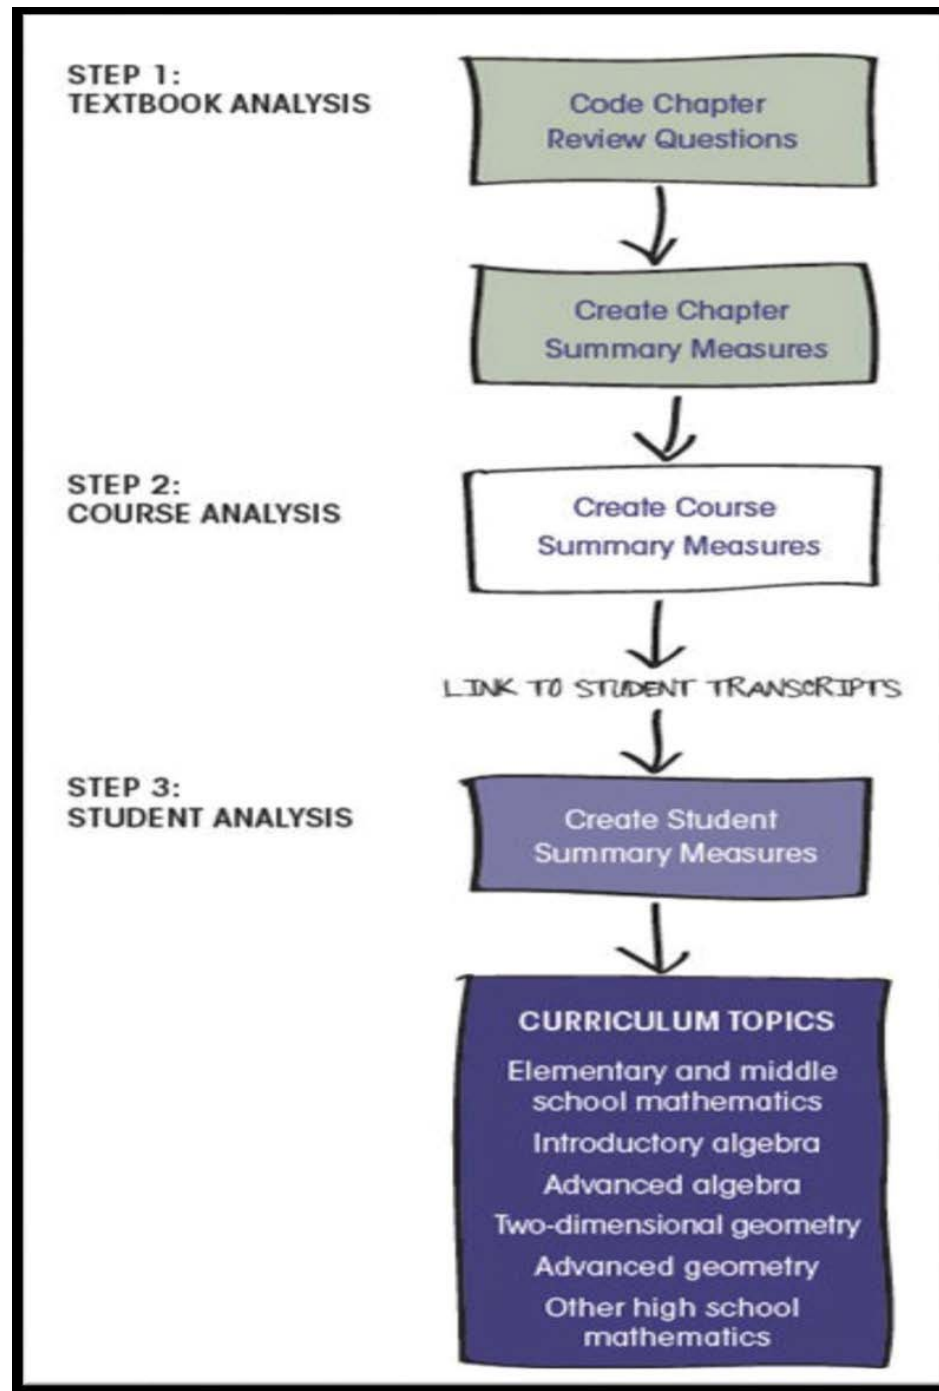 STEP 1:
TEXTBOOK ANALYSIS
Code Chapter
Review Questions
Create Chapter
Summary Measures
STEP 2:
COURSE ANALYSIS
Create Course
Summary Measures
LINK TO STUDENT TRANSCRIPTS
STEP 3:
STUDENT ANALYSIS
Create Student
Summary Measures
CURRICULUM TOPICS
Elementary and middle
school mathematics
Introductory algebra
Advanced algebra
Two-dimensional geometry
Advanced geometry
Other high school
mathematics